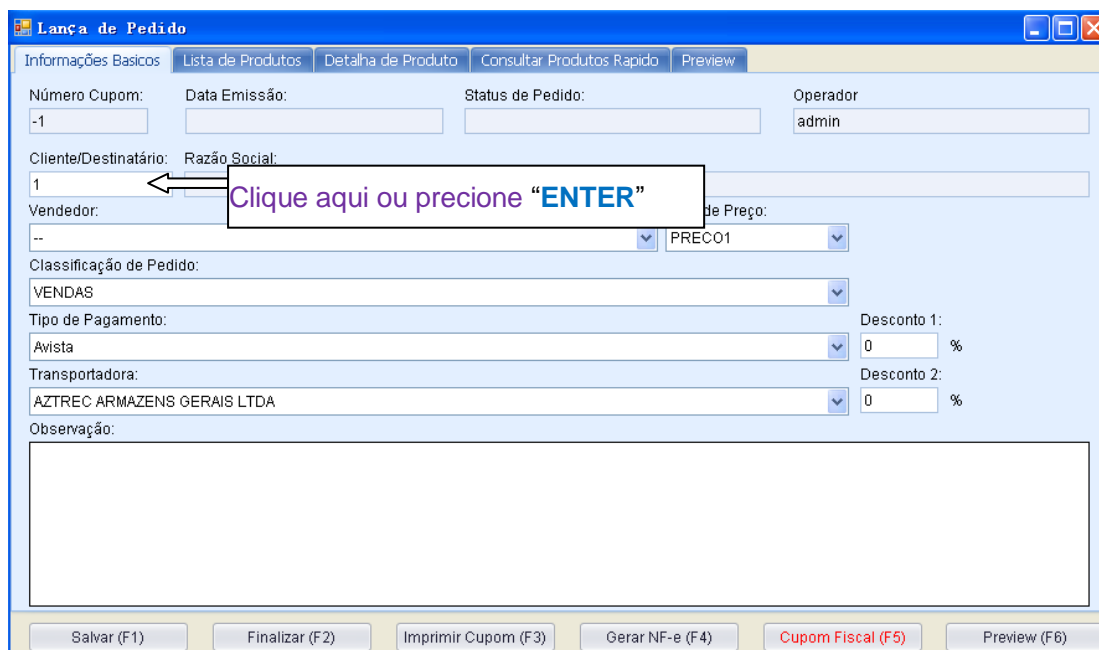 Lança de Pedido
Informações Basicos Lista de Produtos Detalha de Produto Consultar Produtos Rapido Preview
Número Cupom: Data Emissão: Status de Pedido: Operador
-1 admin
Cliente/Destinatário: Razão Social:
1
Clique aqui ou precione “ENTER”
Vendedor: de Preço:
-- PRECO1
Classificação de Pedido:
VENDAS
Tipo de Pagamento: Desconto 1:
Avista 0 %
Transportadora: Desconto 2:
AZTREC ARMAZENS GERAIS LTDA 0 %
Observação:
Salvar (F1) Finalizar (F2) Imprimir Cupom (F3) Gerar NF-e (F4) Cupom Fiscal (F5) Preview (F6)